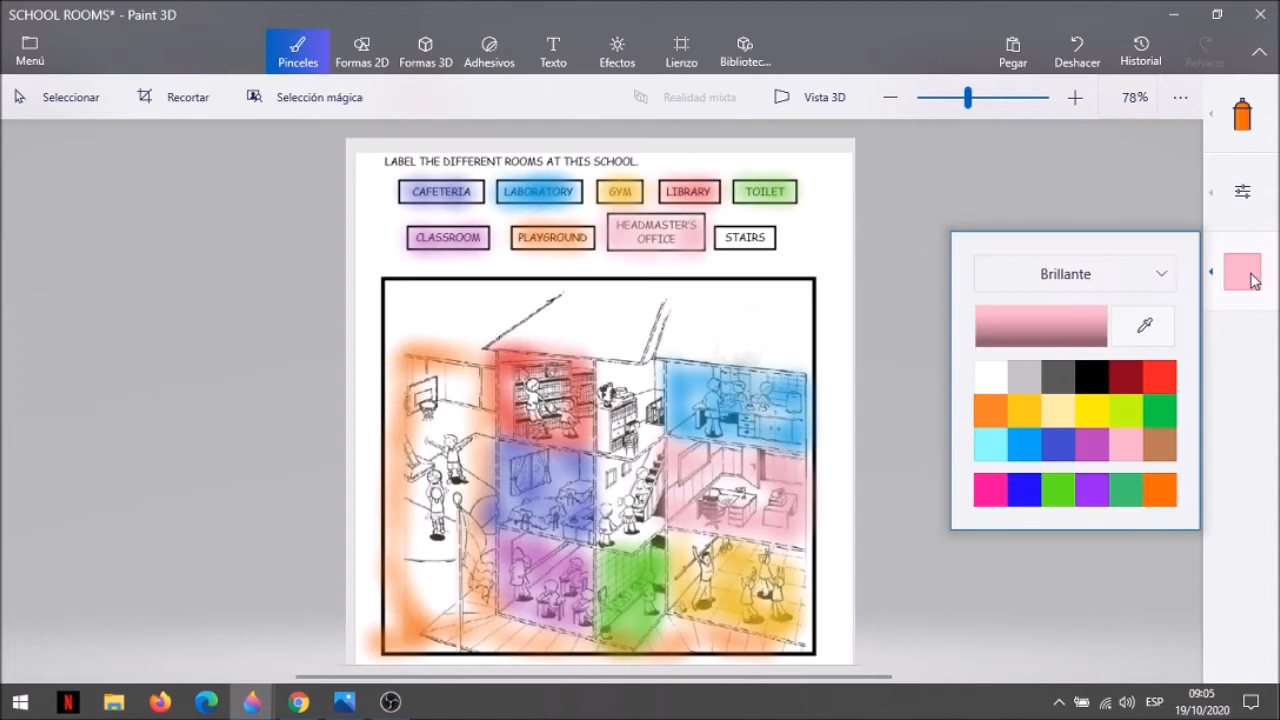 SCHOOL ROOMS* - Paint 3D
Menú
Pinceles
Formas 2D
Formas 3D
Adhesivos
Texto
Efectos
Lienzo
Bibliotec...
Pegar
Deshacer
Historial
Rehacer
Seleccionar
Recortar
Selección mágica
Realidad mixta
Vista 3D
78%
LABEL THE DIFFERENT ROOMS AT THIS SCHOOL.
CAFETERIA
LABORATORY
GYM
LIBRARY
TOILET
CLASSROOM
PLAYGROUND
HEADMASTER'S
OFFICE
STAIRS
Brillante
N
ESP
09:05
19/10/2020